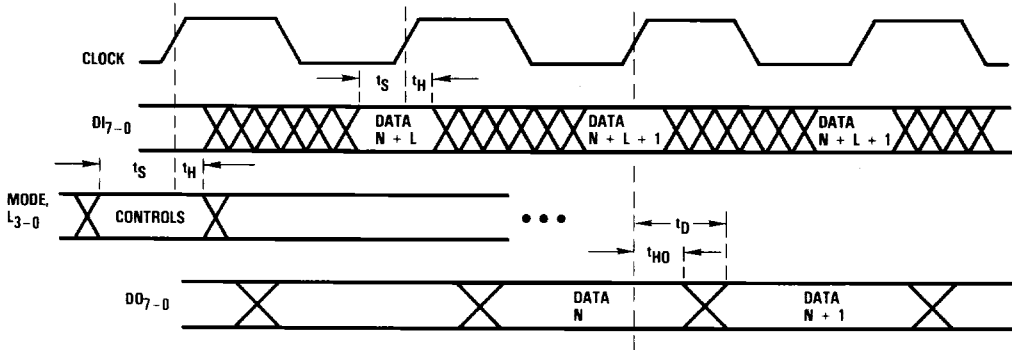 CLOCK
tS tH
DI7-0
DATA N + L
DATA N + L + 1
DATA N + L + 1
tS tH
MODE, L3-0
CONTROLS
• • •
tD
tHO
DO7-0
DATA N
DATA N + 1